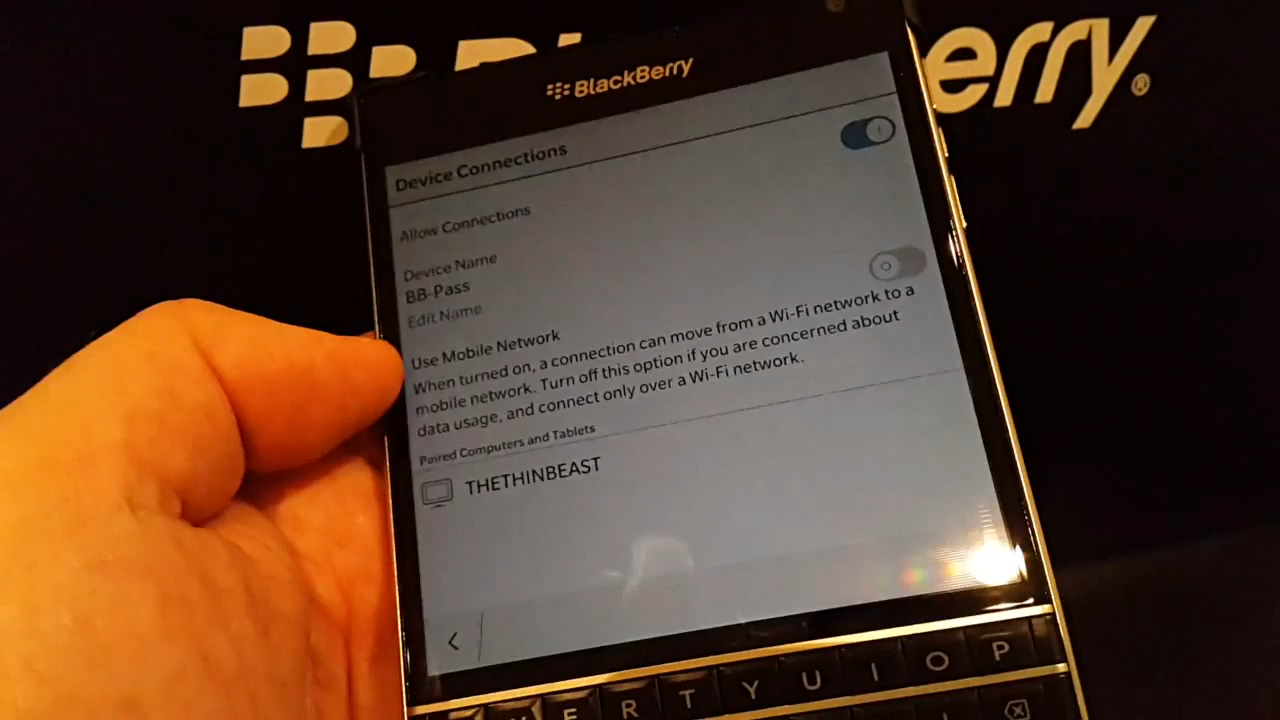 BlackBerry
Device Connections
Allow Connections
Device Name
BB-Pass
Edit Name
Use Mobile Network
When turned on, a connection can move from a Wi-Fi network to a
mobile network. Turn off this option if you are concerned about
data usage, and connect only over a Wi-Fi network.
Paired Computers and Tablets
THETHINBEAST
E R T Y U I O P